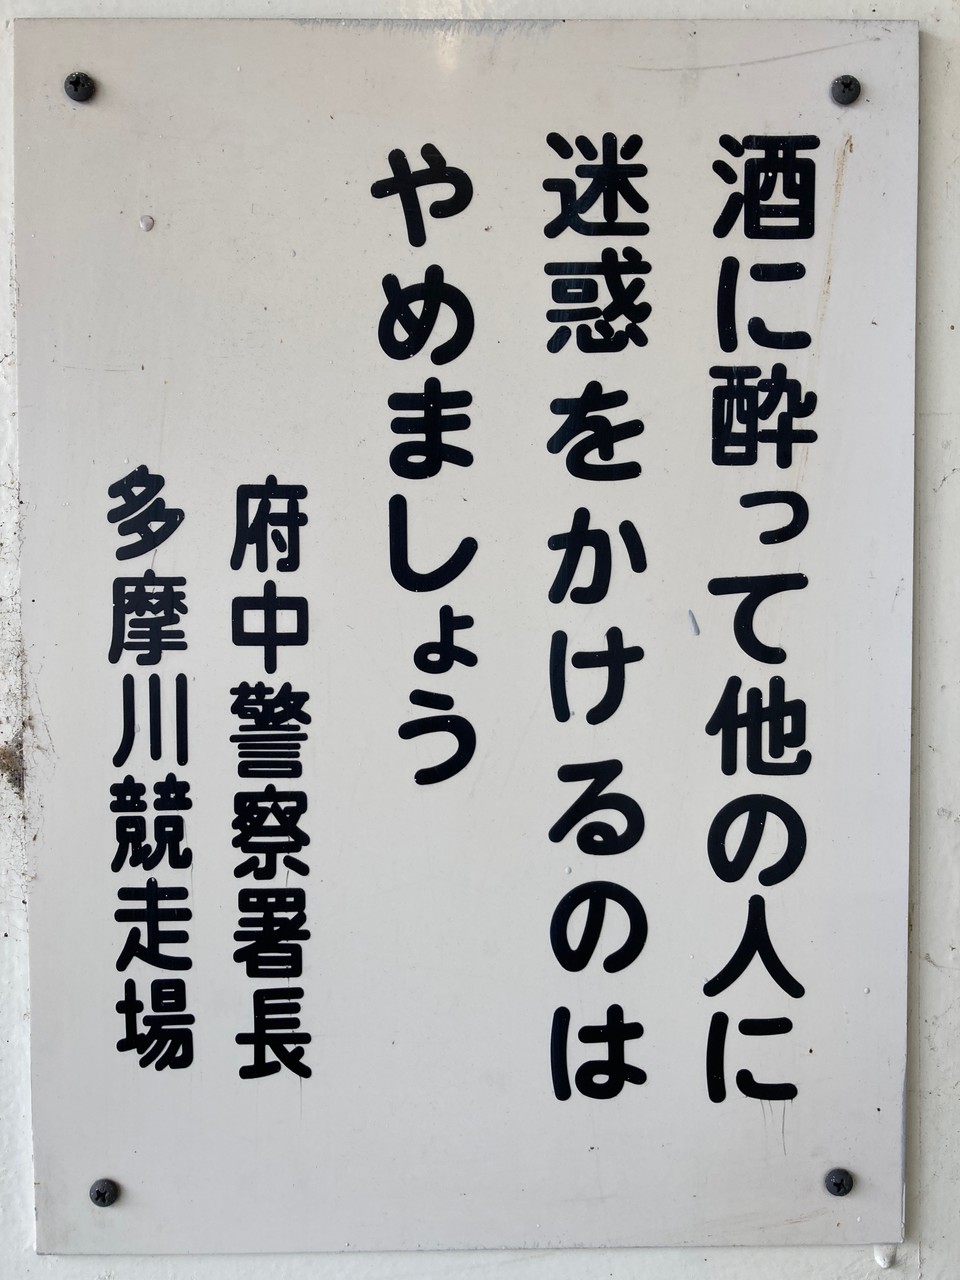 酒に酔って他の人に
迷惑をかけるのは
やめましょう
府中警察署長
多摩川競走場